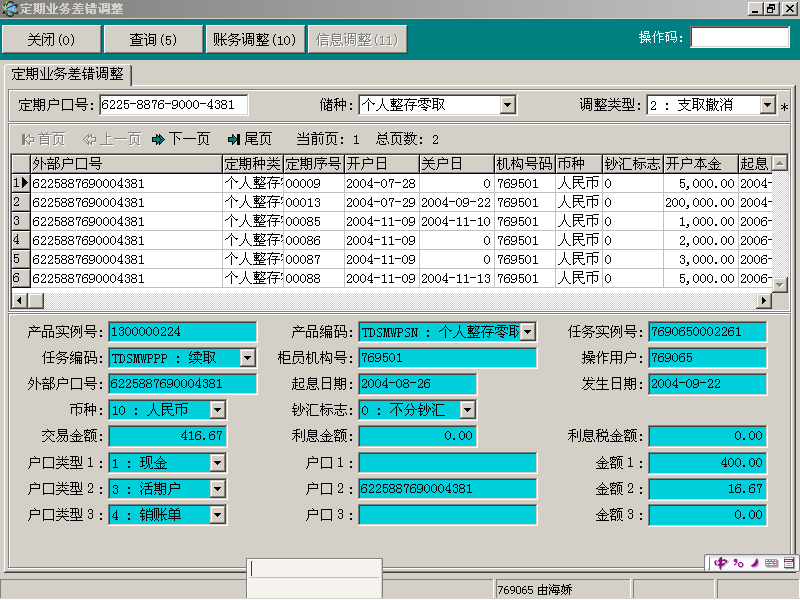 定期业务差错调整
关闭(0) 查询(5) 账务调整(10) 信息调整(11) 操作码:
定期业务差错调整
定期户口号: 6225-8876-9000-4381 储种: 个人整存零取 调整类型: 2 : 支取撤消 *
首页 上一页 下一页 尾页 当前页: 1 总页数: 2
外部户口号 定期种类 定期序号 开户日 关户日 机构号码 币种 钞汇标志 开户本金 起息
1 6225887690004381 个人整存 00009 2004-07-28 0 769501 人民币 0 5,000.00 2004-
2 6225887690004381 个人整存 00013 2004-07-29 2004-09-22 769501 人民币 0 200,000.00 2004-
3 6225887690004381 个人整存 00085 2004-11-09 2004-11-10 769501 人民币 0 1,000.00 2006-
4 6225887690004381 个人整存 00086 2004-11-09 0 769501 人民币 0 2,000.00 2006-
5 6225887690004381 个人整存 00087 2004-11-09 0 769501 人民币 0 3,000.00 2006-
6 6225887690004381 个人整存 00088 2004-11-09 2004-11-13 769501 人民币 0 5,000.00 2006-
产品实例号: 1300000224 产品编码: TDSMWPSN : 个人整存零取 任务实例号: 7690650002261
任务编码: TDSMWPPP : 续取 柜员机构号: 769501 操作用户: 769065
外部户口号: 6225887690004381 起息日期: 2004-08-26 发生日期: 2004-09-22
币种: 10 : 人民币 钞汇标志: 0 : 不分钞汇
交易金额: 416.67 利息金额: 0.00 利息税金额: 0.00
户口类型1: 1 : 现金 户口1: 金额1: 400.00
户口类型2: 3 : 活期户 户口2: 6225887690004381 金额2: 16.67
户口类型3: 4 : 销账单 户口3: 金额3: 0.00
中
769065 由海娇